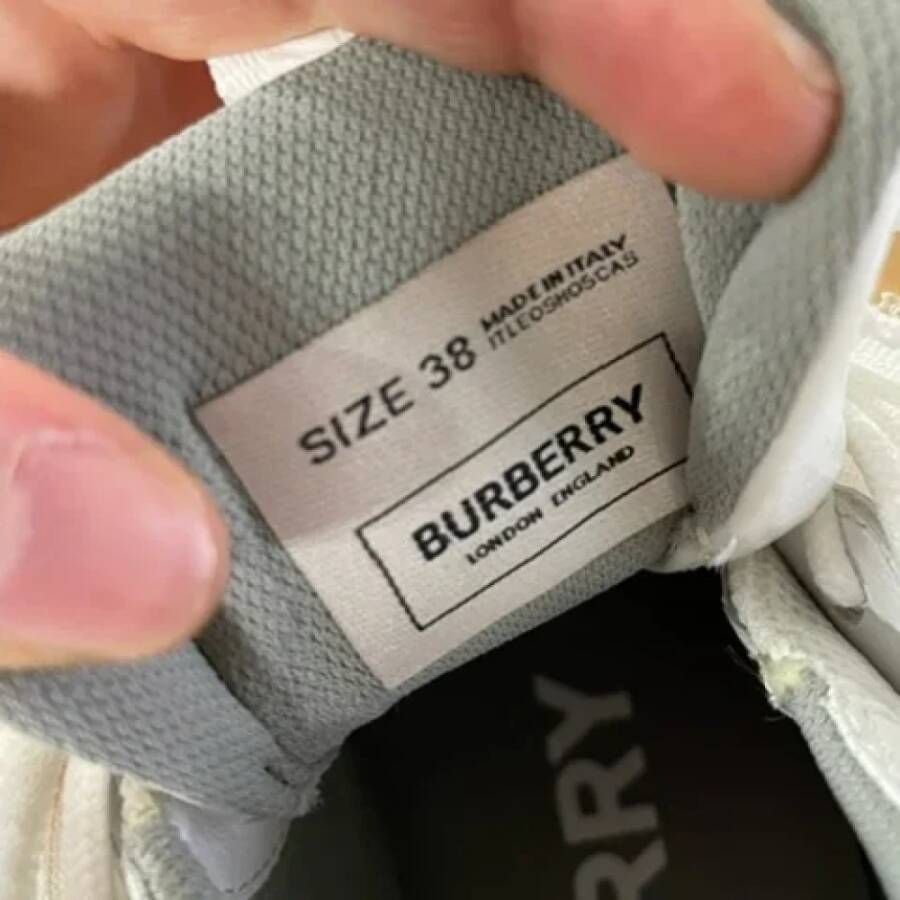 SIZE 38
MADE IN ITALY
ITLEOSHOSCAS
BURBERRY
LONDON ENGLAND
RRY